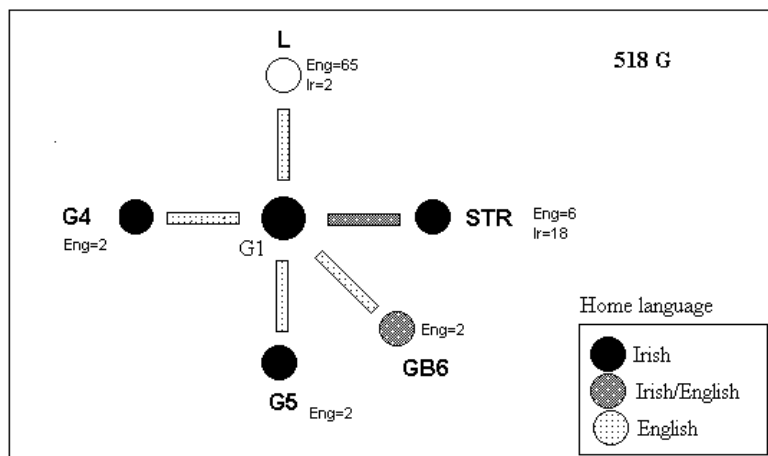 L
Eng=65
Ir=2
518 G
G4
Eng=2
G1
STR
Eng=6
Ir=18
Eng=2
GB6
G5
Eng=2
Home language
Irish
Irish/English
English